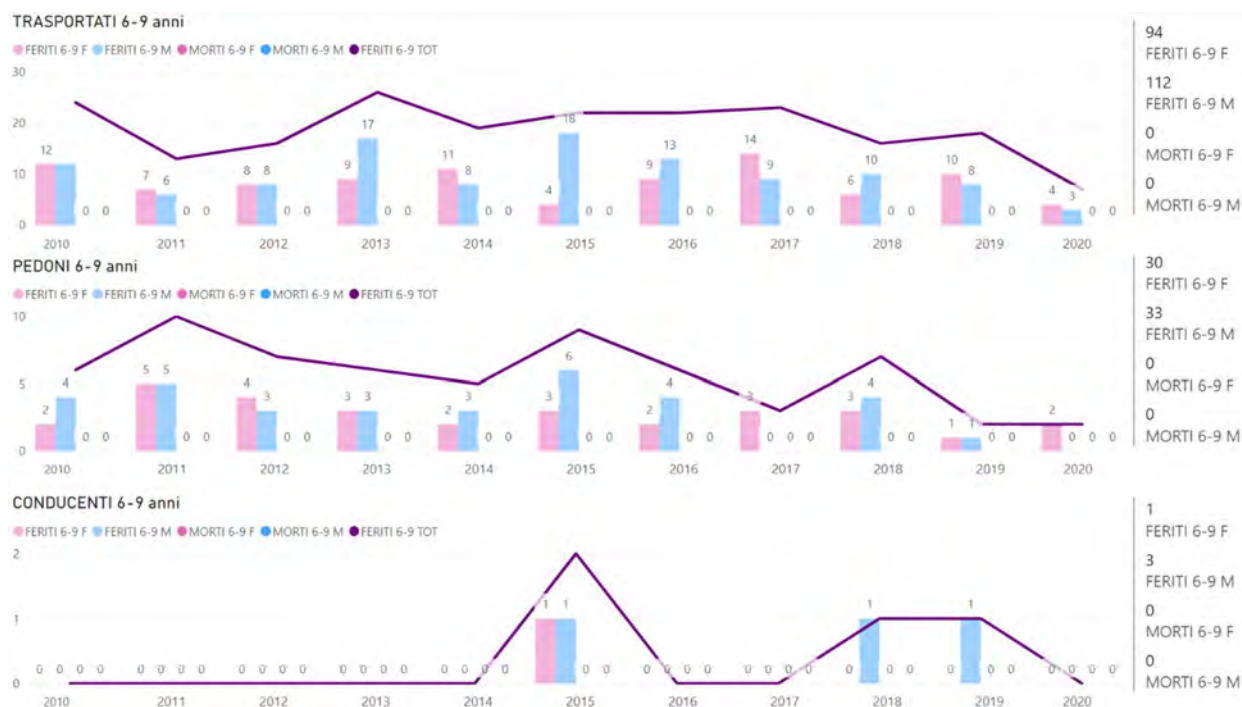 TRASPORTATI 6-9 anni
FERITI 6-9 F FERITI 6-9 M MORTI 6-9 F MORTI 6-9 M FERITI 6-9 TOT
30
20
10
0
12 0 0
7 6 0 0
8 8 0 0
9 17 0 0
11 8 0 0
4 18 0 0
9 13 0 0
14 9 0 0
6 10 0 0
10 8 0 0
4 3 0 0
2010 2011 2012 2013 2014 2015 2016 2017 2018 2019 2020
94
FERITI 6-9 F
112
FERITI 6-9 M
0
MORTI 6-9 F
0
MORTI 6-9 M
PEDONI 6-9 anni
FERITI 6-9 F FERITI 6-9 M MORTI 6-9 F MORTI 6-9 M FERITI 6-9 TOT
10
5
0
2 4 0 0
5 5 0 0
4 3 0 0
3 3 0 0
2 3 0 0
3 6 0 0
2 4 0 0
3 0 0 0
3 4 0 0
1 1 0 0
2 0 0 0
2010 2011 2012 2013 2014 2015 2016 2017 2018 2019 2020
30
FERITI 6-9 F
33
FERITI 6-9 M
0
MORTI 6-9 F
0
MORTI 6-9 M
CONDUCENTI 6-9 anni
FERITI 6-9 F FERITI 6-9 M MORTI 6-9 F MORTI 6-9 M FERITI 6-9 TOT
2
1
0
0 0 0 0
0 0 0 0
0 0 0 0
0 0 0 0
0 0 0 0
1 1 0 0
0 0 0 0
0 0 0 0
0 1 0 0
0 1 0 0
0 0 0 0
2010 2011 2012 2013 2014 2015 2016 2017 2018 2019 2020
1
FERITI 6-9 F
3
FERITI 6-9 M
0
MORTI 6-9 F
0
MORTI 6-9 M